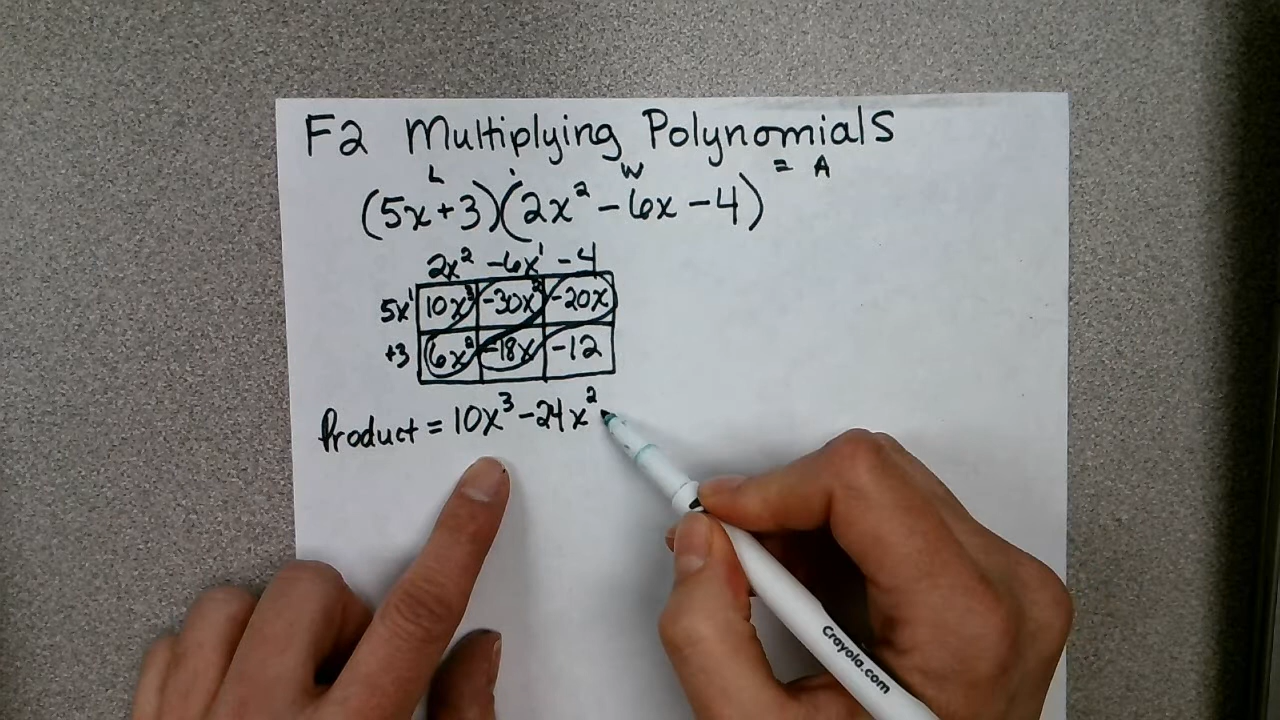 F2 Multiplying Polynomials
L W = A
(5x+3)(2x² - 6x - 4)
2x² -6x¹ -4
5x¹ 10x³ -30x² -20x
+3 6x² -18x -12
Product = 10x³ - 24x²
Crayola.com